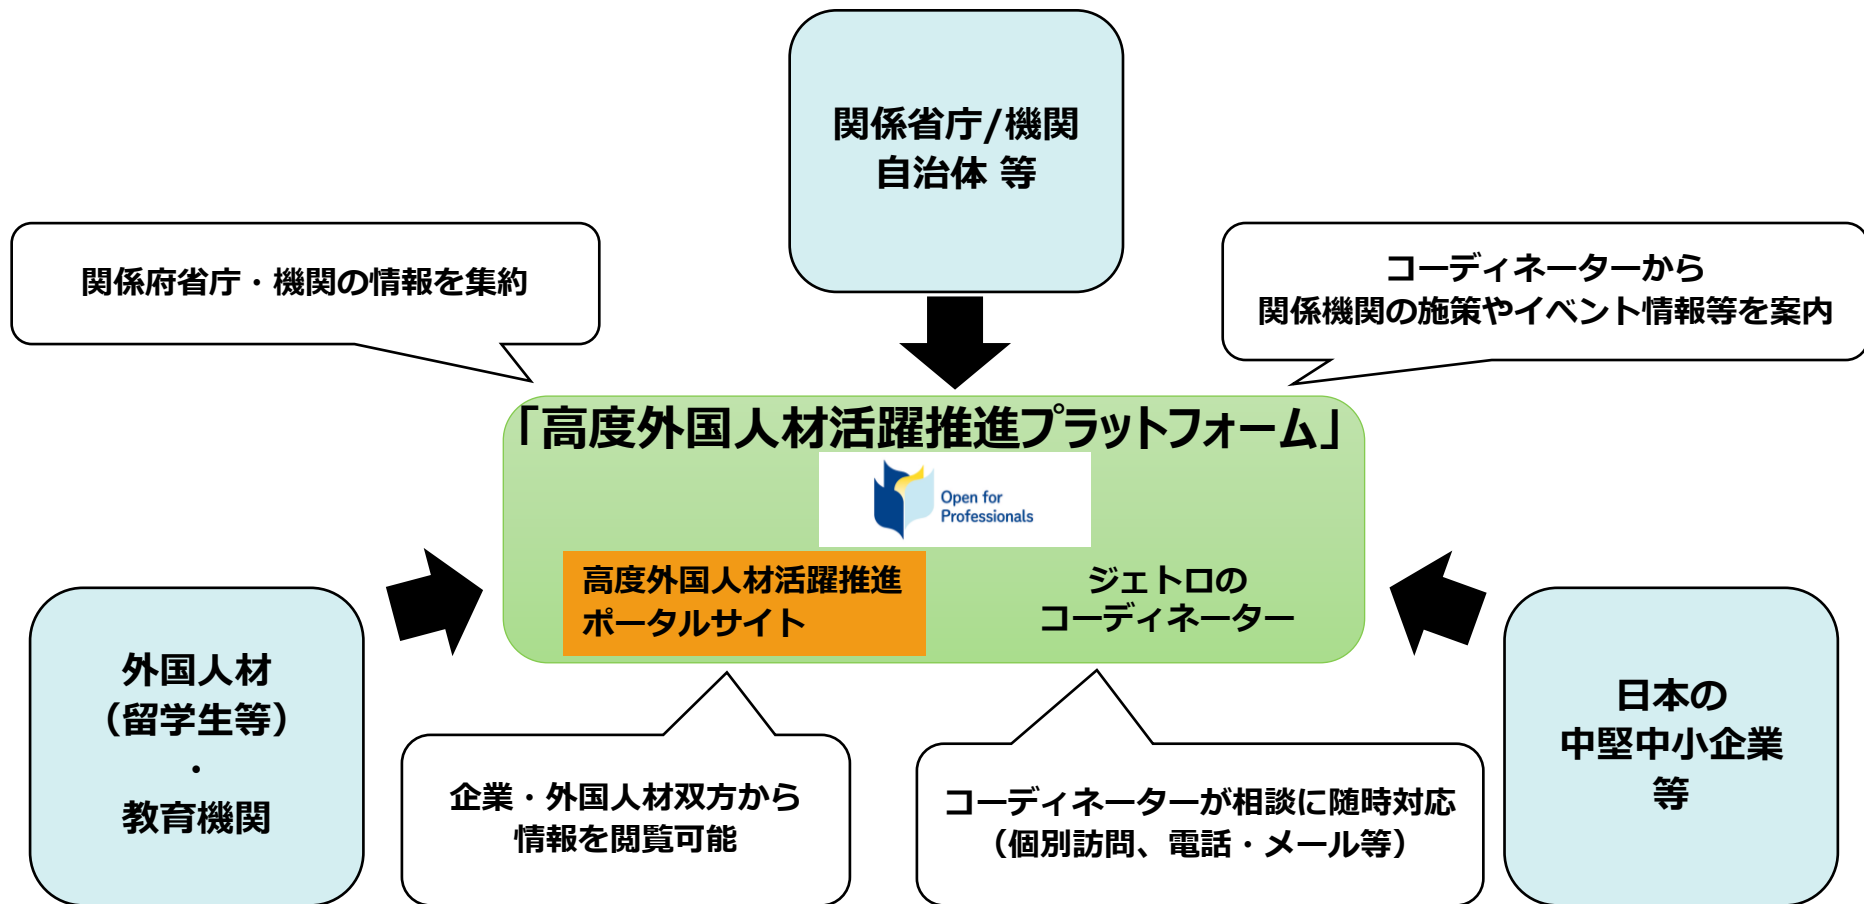 関係省庁/機関
自治体 等
関係府省庁・機関の情報を集約
コーディネーターから
関係機関の施策やイベント情報等を案内
「高度外国人材活躍推進プラットフォーム」
Open for
Professionals
高度外国人材活躍推進
ポータルサイト
ジェトロの
コーディネーター
外国人材
（留学生等）
・
教育機関
企業・外国人材双方から
情報を閲覧可能
コーディネーターが相談に随時対応
（個別訪問、電話・メール等）
日本の
中堅中小企業
等